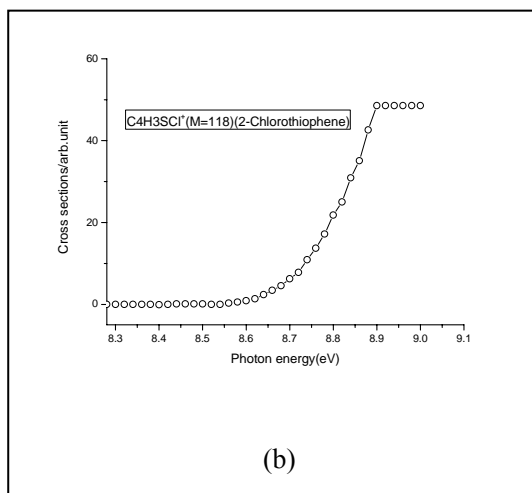 60
C4H3SCl⁺(M=118)(2-Chlorothiophene)
40
Cross sections/arb.unit
20
0
8.3 8.4 8.5 8.6 8.7 8.8 8.9 9.0 9.1
Photon energy(eV)
(b)